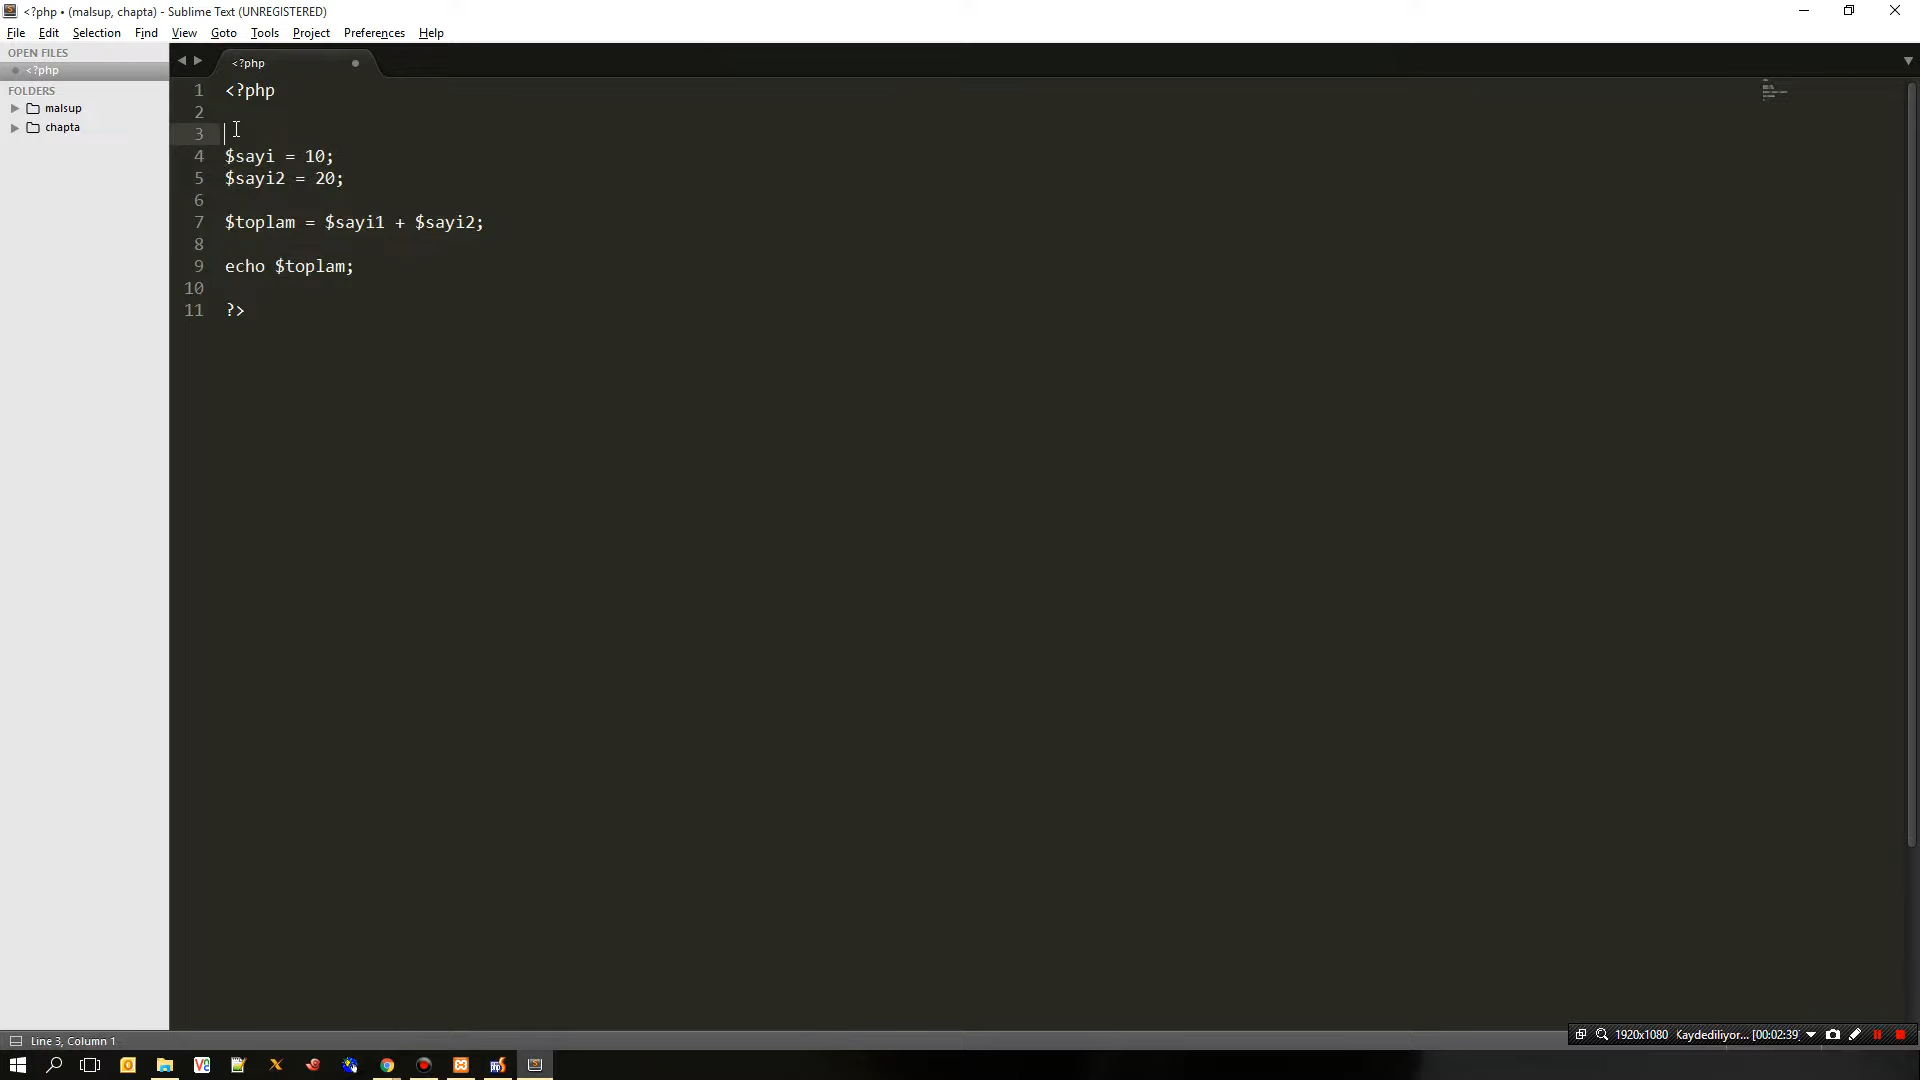 <?php • (malsup, chapta) - Sublime Text (UNREGISTERED)
File Edit Selection Find View Goto Tools Project Preferences Help
OPEN FILES
<?php
FOLDERS
malsup
chapta
<?php
1 <?php
2
3
4 $sayi = 10;
5 $sayi2 = 20;
6
7 $toplam = $sayi1 + $sayi2;
8
9 echo $toplam;
10
11 ?>
1920x1080 Kaydediliyor... [00:02:39]
Line 3, Column 1